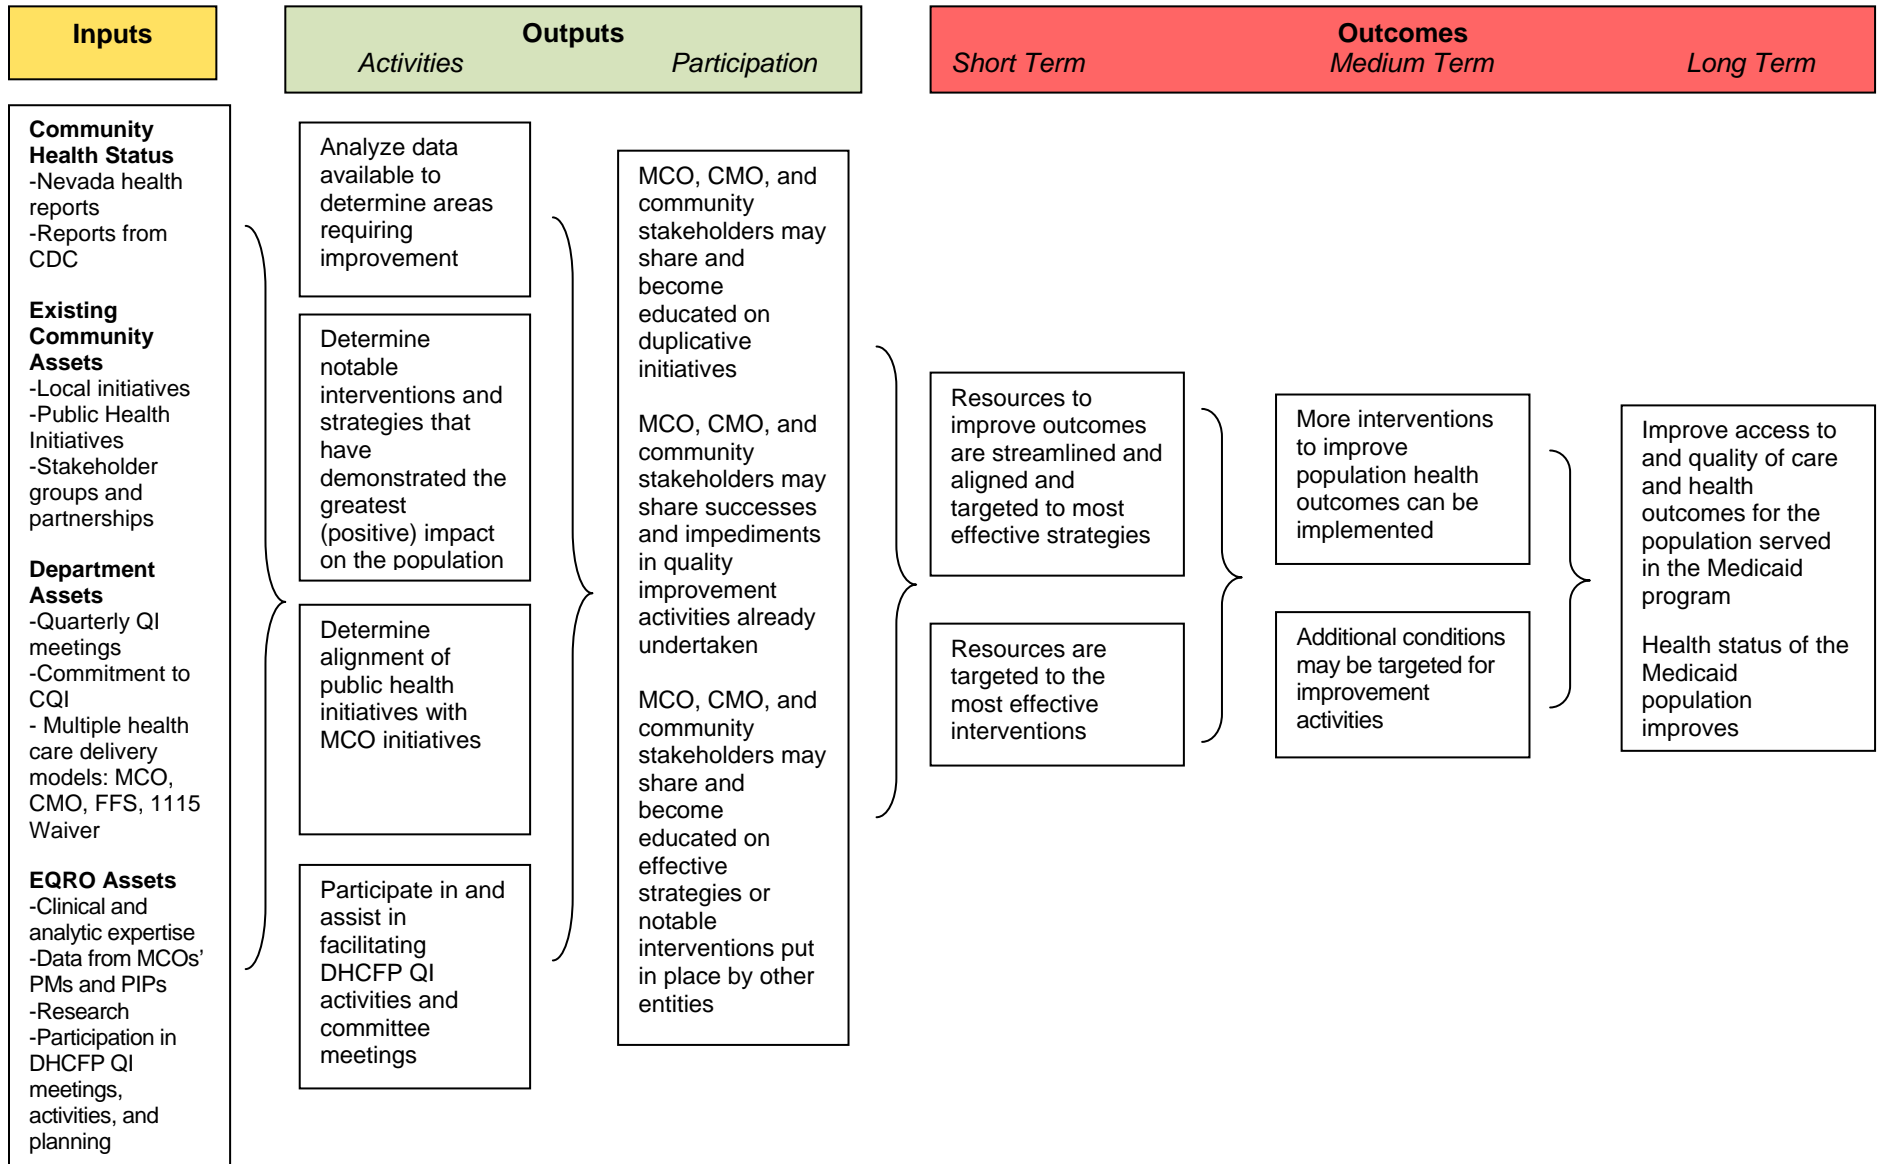 Inputs
Outputs
Activities
Participation
Outcomes
Short Term
Medium Term
Long Term
Community
Health Status
-Nevada health
reports
-Reports from
CDC
Existing
Community
Assets
-Local initiatives
-Public Health
Initiatives
-Stakeholder
groups and
partnerships
Department
Assets
-Quarterly QI
meetings
-Commitment to
CQI
- Multiple health
care delivery
models: MCO,
CMO, FFS, 1115
Waiver
EQRO Assets
-Clinical and
analytic expertise
-Data from MCOs’
PMs and PIPs
-Research
-Participation in
DHCFP QI
meetings,
activities, and
planning
Analyze data
available to
determine areas
requiring
improvement
Determine
notable
interventions and
strategies that
have
demonstrated the
greatest
(positive) impact
on the population
Determine
alignment of
public health
initiatives with
MCO initiatives
Participate in and
assist in
facilitating
DHCFP QI
activities and
committee
meetings
MCO, CMO, and
community
stakeholders may
share and
become
educated on
duplicative
initiatives
MCO, CMO, and
community
stakeholders may
share successes
and impediments
in quality
improvement
activities already
undertaken
MCO, CMO, and
community
stakeholders may
share and
become
educated on
effective
strategies or
notable
interventions put
in place by other
entities
Resources to
improve outcomes
are streamlined and
aligned and
targeted to most
effective strategies
Resources are
targeted to the
most effective
interventions
More interventions
to improve
population health
outcomes can be
implemented
Additional conditions
may be targeted for
improvement
activities
Improve access to
and quality of care
and health
outcomes for the
population served
in the Medicaid
program
Health status of the
Medicaid
population
improves